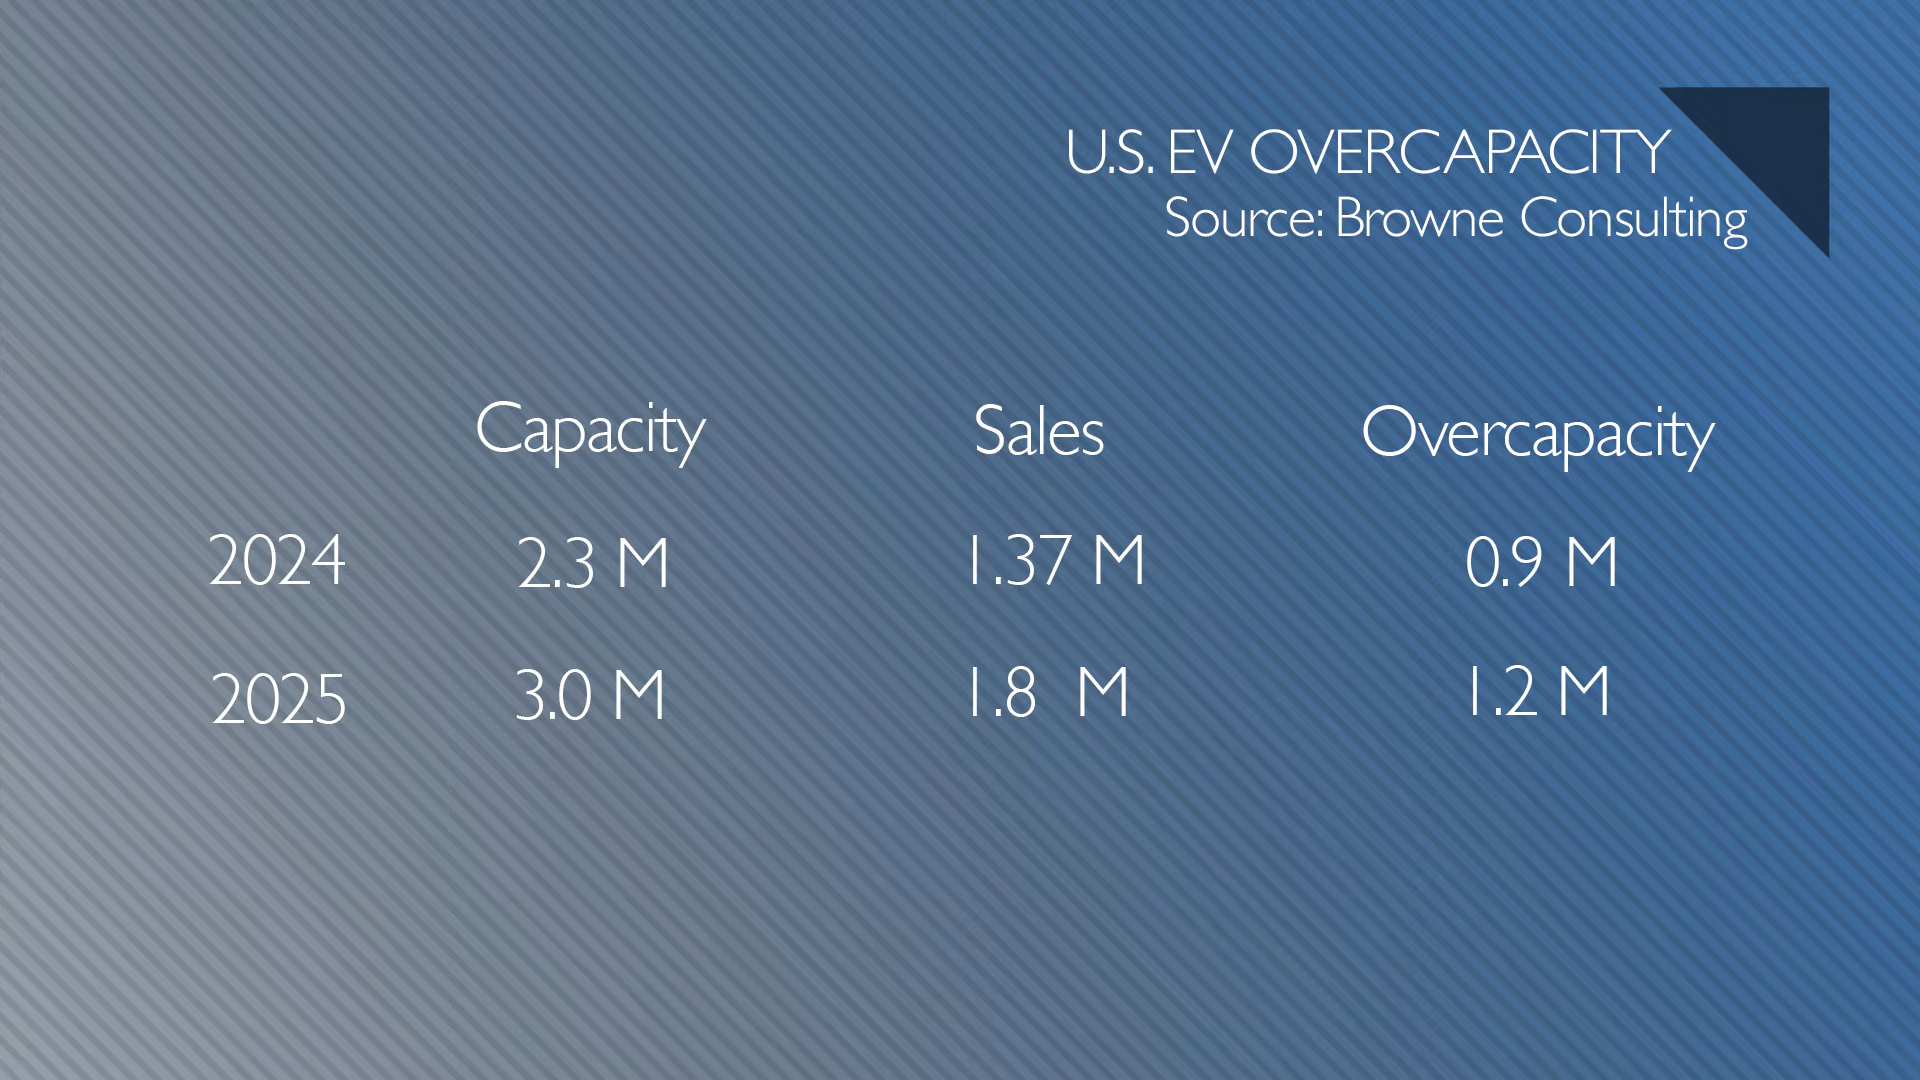 U.S. EV OVERCAPACITY
Source: Browne Consulting
Capacity Sales Overcapacity
2024 2.3 M 1.37 M 0.9 M
2025 3.0 M 1.8 M 1.2 M